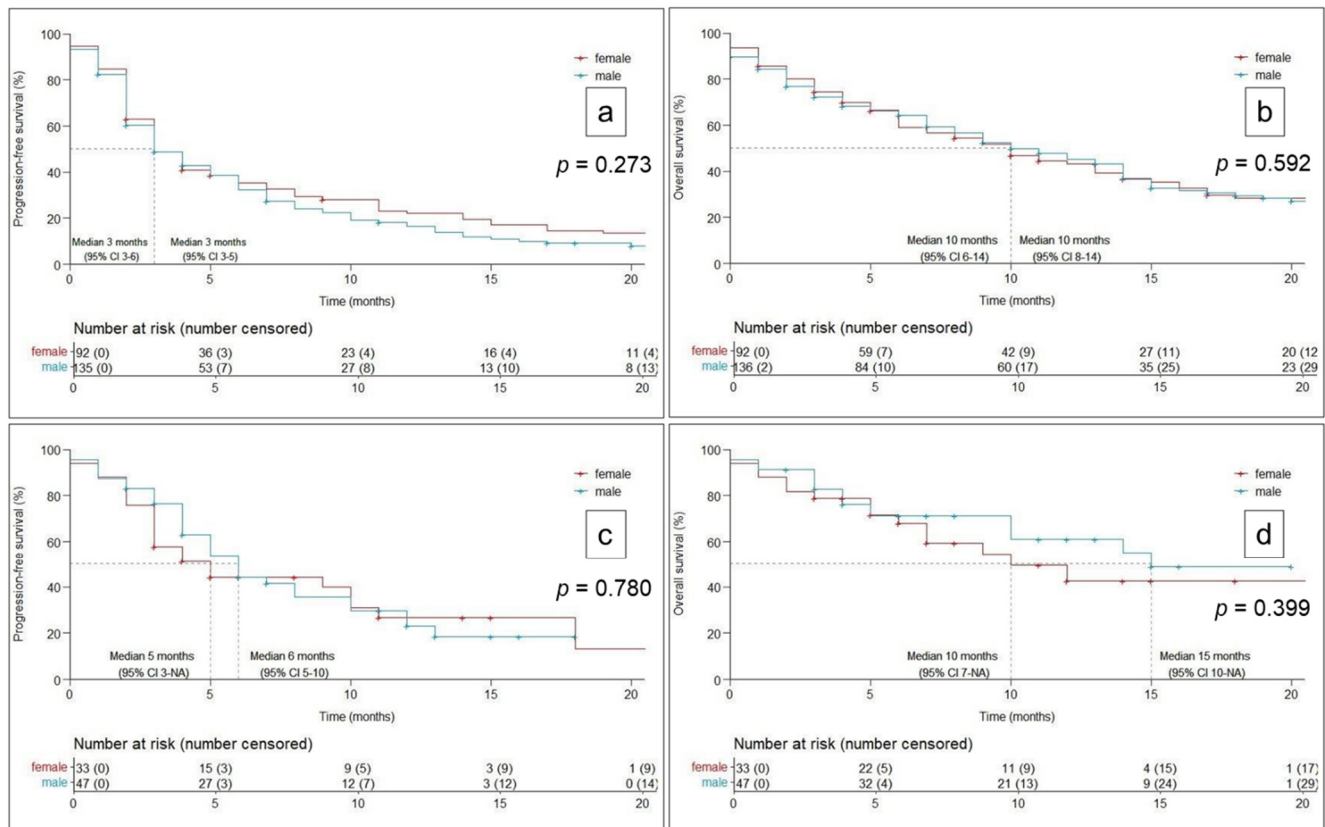 100
80
60
40
20
0
Progression-free survival (%)
female
male
a
p = 0.273
Median 3 months
(95% CI 3-6)
Median 3 months
(95% CI 3-5)
0 5 10 15 20
Time (months)
Number at risk (number censored)
female 92 (0) 36 (3) 23 (4) 16 (4) 11 (4)
male 135 (0) 53 (7) 27 (8) 13 (10) 8 (13)
0 5 10 15 20
100
80
60
40
20
0
Overall survival (%)
female
male
b
p = 0.592
Median 10 months
(95% CI 6-14)
Median 10 months
(95% CI 8-14)
0 5 10 15 20
Time (months)
Number at risk (number censored)
female 92 (0) 59 (7) 42 (9) 27 (11) 20 (12
male 136 (2) 84 (10) 60 (17) 35 (25) 23 (29
0 5 10 15 20
100
80
60
40
20
0
Progression-free survival (%)
female
male
c
p = 0.780
Median 5 months
(95% CI 3-NA)
Median 6 months
(95% CI 5-10)
0 5 10 15 20
Time (months)
Number at risk (number censored)
female 33 (0) 15 (3) 9 (5) 3 (9) 1 (9)
male 47 (0) 27 (3) 12 (7) 3 (12) 0 (14)
0 5 10 15 20
100
80
60
40
20
0
Overall survival (%)
female
male
d
p = 0.399
Median 10 months
(95% CI 7-NA)
Median 15 months
(95% CI 10-NA)
0 5 10 15 20
Time (months)
Number at risk (number censored)
female 33 (0) 22 (5) 11 (9) 4 (15) 1 (17)
male 47 (0) 32 (4) 21 (13) 9 (24) 1 (29)
0 5 10 15 20